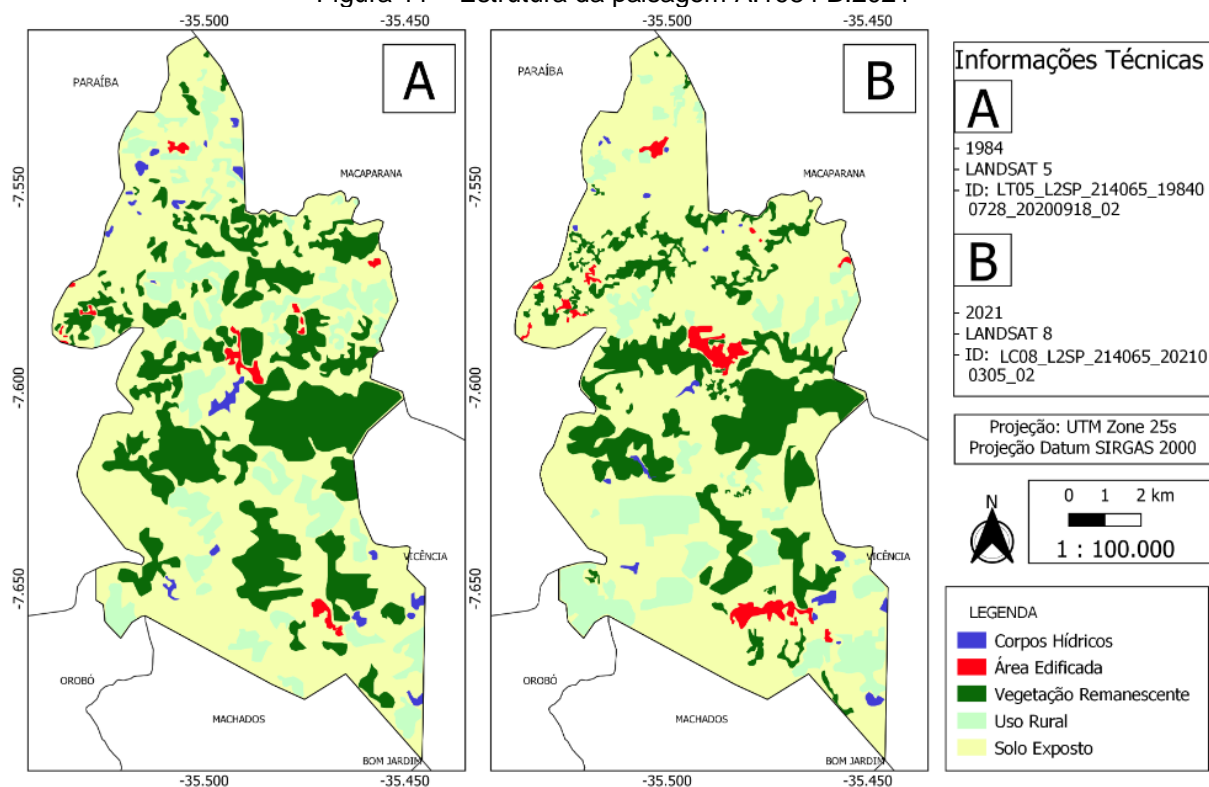 -35.500
-35.450
-35.500
-35.450
PARAÍBA
A
PARAÍBA
B
MACAPARANA
MACAPARANA
-7.550
-7.550
-7.600
-7.600
-7.650
-7.650
VICÊNCIA
VICÊNCIA
OROBÓ
OROBÓ
MACHADOS
MACHADOS
BOM JARDIM
BOM JARDIM
-35.500
-35.450
-35.500
-35.450
Informações Técnicas
A
- 1984
- LANDSAT 5
- ID: LT05_L2SP_214065_19840
0728_20200918_02
B
- 2021
- LANDSAT 8
- ID: LC08_L2SP_214065_20210
0305_02
Projeção: UTM Zone 25s
Projeção Datum SIRGAS 2000
N
0 1 2 km
1 : 100.000
LEGENDA
Corpos Hídricos
Área Edificada
Vegetação Remanescente
Uso Rural
Solo Exposto